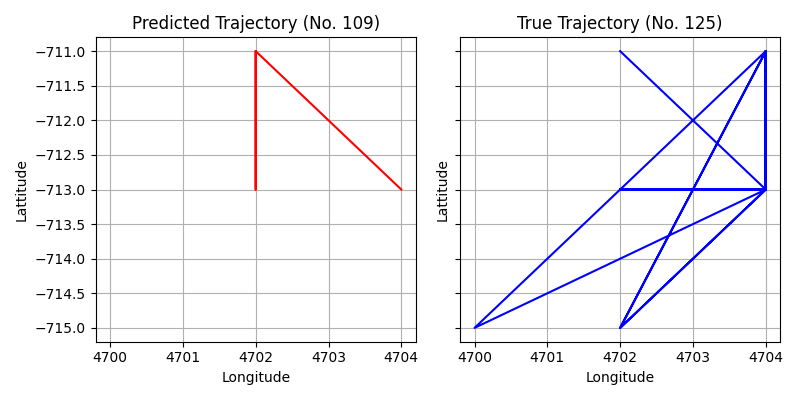 Predicted Trajectory (No. 109)
True Trajectory (No. 125)
−711.0
−711.5
−712.0
−712.5
−713.0
−713.5
−714.0
−714.5
−715.0
Lattitude
Lattitude
4700 4701 4702 4703 4704
4700 4701 4702 4703 4704
Longitude
Longitude